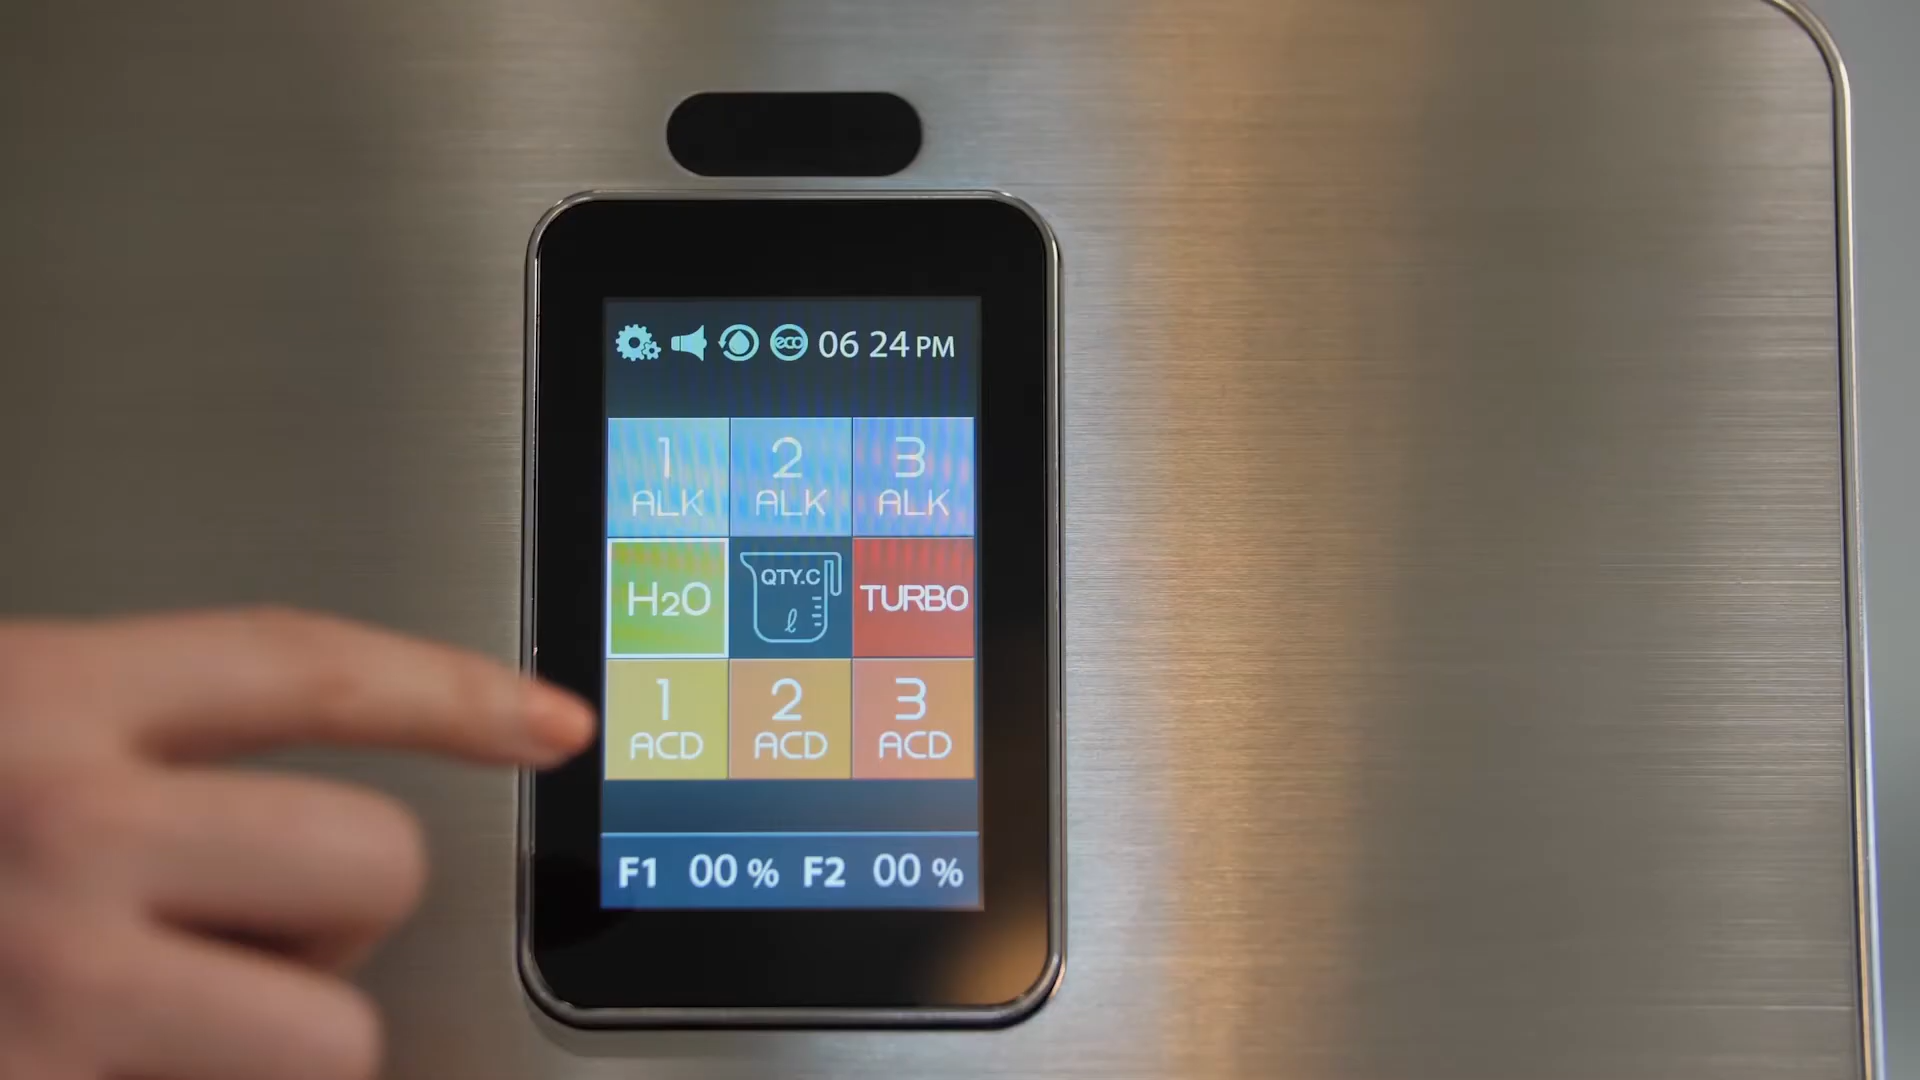 eco 06 24 PM
1 ALK 2 ALK 3 ALK
H2O QTY.C ℓ TURBO
1 ACD 2 ACD 3 ACD
F1 00 % F2 00 %